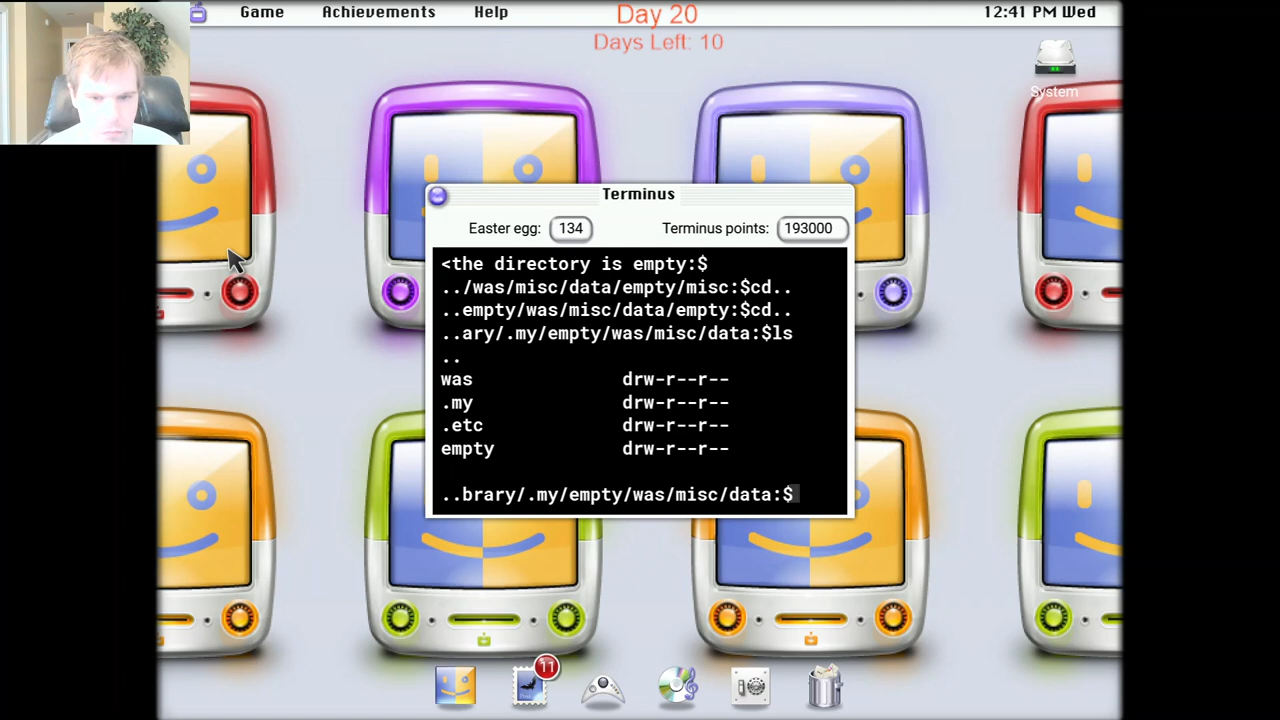 Game Achievements Help
Day 20
Days Left: 10
12:41 PM Wed
System
Terminus
Easter egg: 134
Terminus points: 193000
<the directory is empty:$
../was/misc/data/empty/misc:$cd..
..empty/was/misc/data/empty:$cd..
..ary/.my/empty/was/misc/data:$ls
..
was drw-r--r--
.my drw-r--r--
.etc drw-r--r--
empty drw-r--r--
..brary/.my/empty/was/misc/data:$
11